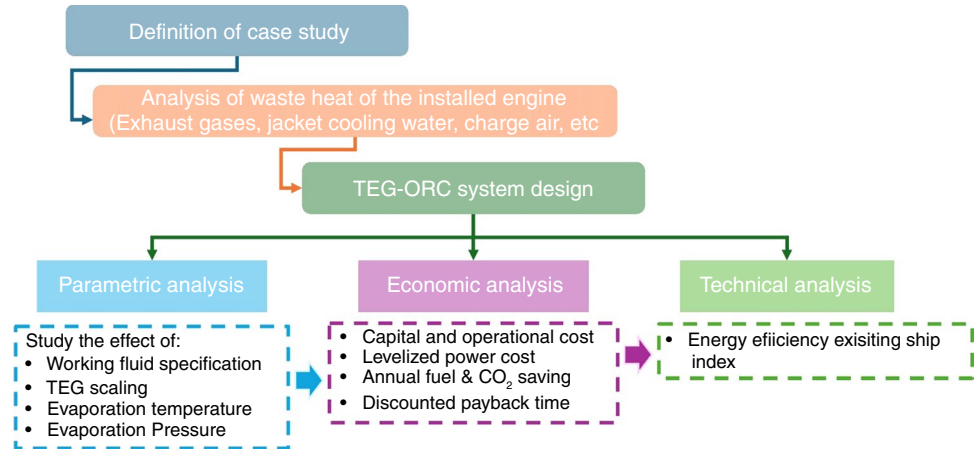 Definition of case study
Analysis of waste heat of the installed engine
(Exhaust gases, jacket cooling water, charge air, etc
TEG-ORC system design
Parametric analysis
Economic analysis
Technical analysis
Study the effect of:
• Working fluid specification
• TEG scaling
• Evaporation temperature
• Evaporation Pressure
• Capital and operational cost
• Levelized power cost
• Annual fuel & CO₂ saving
• Discounted payback time
• Energy efiiciency exisiting ship
index